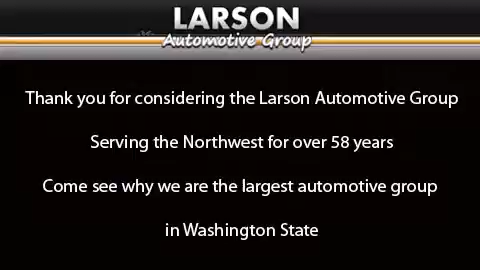 LARSON
Automotive Group
Thank you for considering the Larson Automotive Group
Serving the Northwest for over 58 years
Come see why we are the largest automotive group
in Washington State